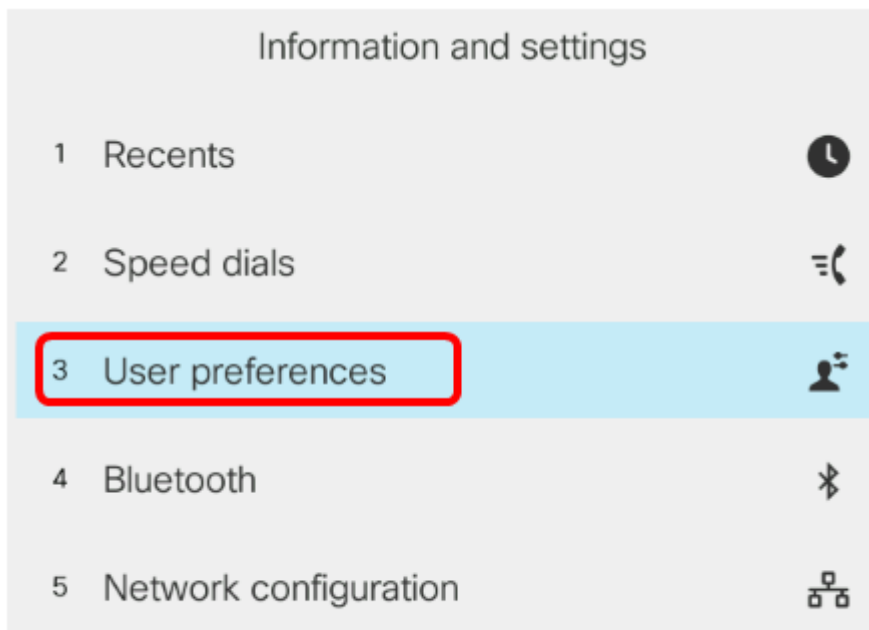 Information and settings
1 Recents
2 Speed dials
3 User preferences
4 Bluetooth
5 Network configuration